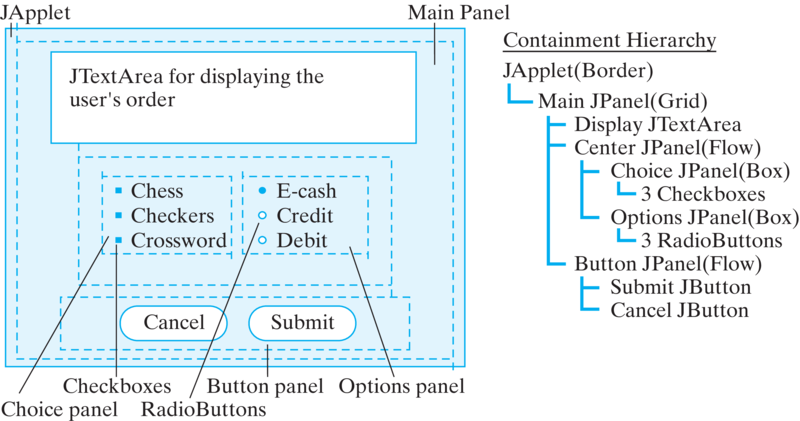 JApplet
Main Panel
JTextArea for displaying the
user's order
Chess
Checkers
Crossword
E-cash
Credit
Debit
Cancel
Submit
Checkboxes
Button panel
Options panel
Choice panel
RadioButtons
Containment Hierarchy
JApplet(Border)
Main JPanel(Grid)
Display JTextArea
Center JPanel(Flow)
Choice JPanel(Box)
3 Checkboxes
Options JPanel(Box)
3 RadioButtons
Button JPanel(Flow)
Submit JButton
Cancel JButton